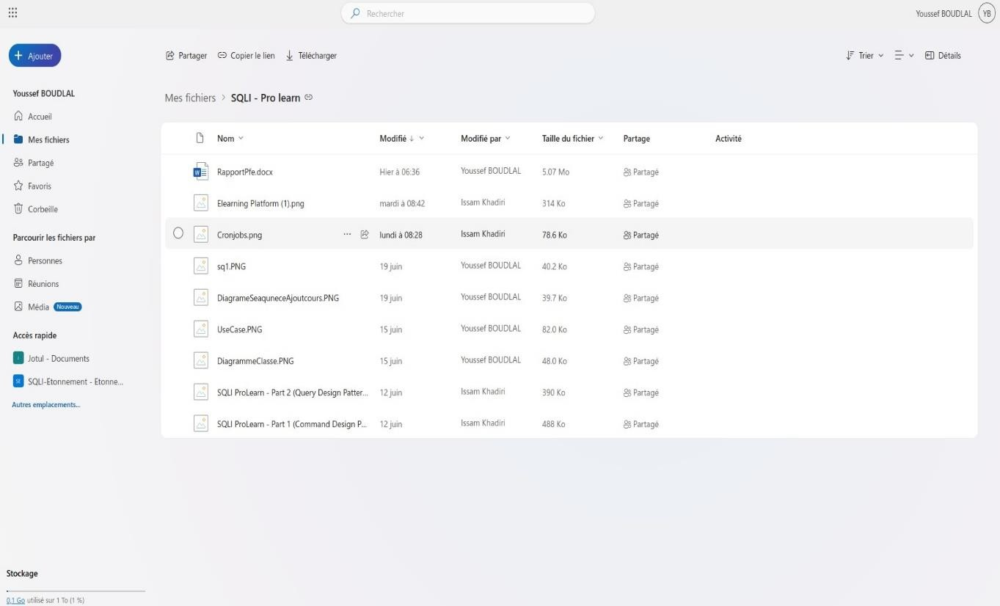 Rechercher
Youssef BOUDLAL YB
Ajouter
Partager Copier le lien Télécharger
Trier Détails
Youssef BOUDLAL
Accueil
Mes fichiers
Partagé
Favoris
Corbeille
Parcourir les fichiers par
Personnes
Réunions
Média Nouveau
Accès rapide
Jotul - Documents
SE SQLI-Etonnement - Etonne...
Autres emplacements...
Stockage
0,1 Go utilisé sur 1 To (1 %)
Mes fichiers > SQLI - Pro learn
Nom Modifié ↓ Modifié par Taille du fichier Partage Activité
RapportPfe.docx Hier à 06:36 Youssef BOUDLAL 5.07 Mo Partagé
Elearning Platform (1).png mardi à 08:42 Issam Khadiri 314 Ko Partagé
Cronjobs.png ... lundi à 08:28 Issam Khadiri 78.6 Ko Partagé
sq1.PNG 19 juin Youssef BOUDLAL 40.2 Ko Partagé
DiagrameSeaquneceAjoutcours.PNG 19 juin Youssef BOUDLAL 39.7 Ko Partagé
UseCase.PNG 15 juin Youssef BOUDLAL 82.0 Ko Partagé
DiagrammeClasse.PNG 15 juin Youssef BOUDLAL 48.0 Ko Partagé
SQLI ProLearn - Part 2 (Query Design Patter... 12 juin Issam Khadiri 390 Ko Partagé
SQLI ProLearn - Part 1 (Command Design P... 12 juin Issam Khadiri 488 Ko Partagé